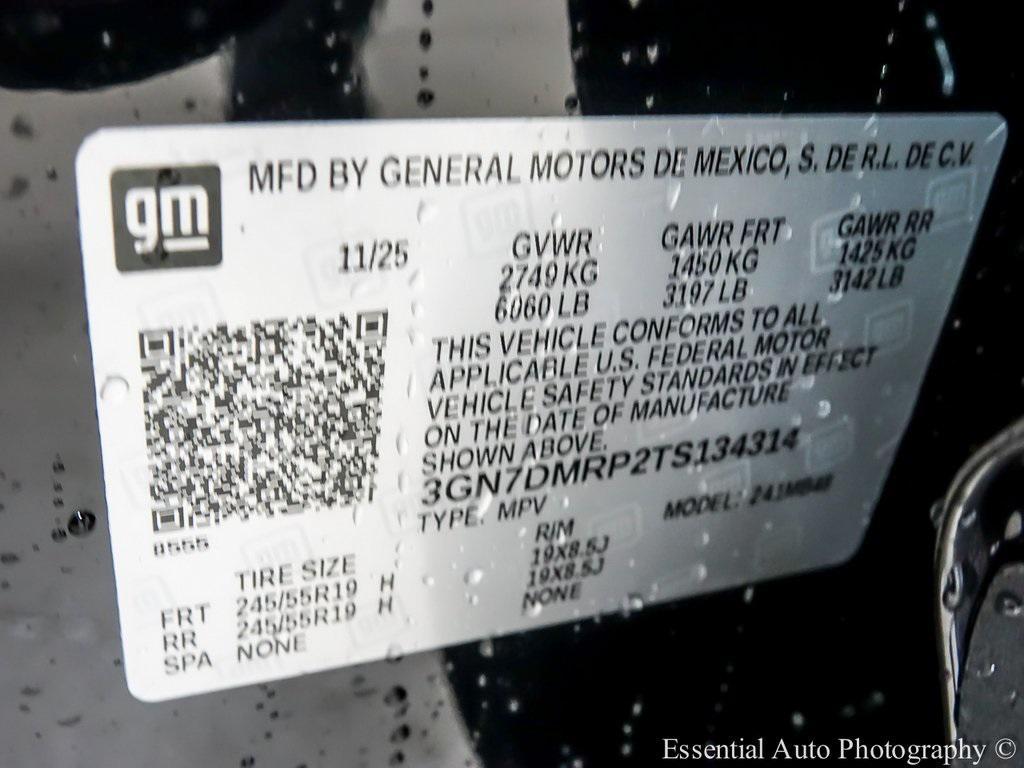 gm
MFD BY GENERAL MOTORS DE MEXICO, S. DE R.L. DE C.V.
11/25
GVWR GAWR FRT GAWR RR
2749 KG 1450 KG 1425 KG
6060 LB 3197 LB 3142 LB
THIS VEHICLE CONFORMS TO ALL
APPLICABLE U.S. FEDERAL MOTOR
VEHICLE SAFETY STANDARDS IN EFFECT
ON THE DATE OF MANUFACTURE
SHOWN ABOVE.
3GN7DMRP2TS134314
TYPE: MPV MODEL:
8555
TIRE SIZE RIM
FRT 245/55R19 H 19X8.5J
RR 245/55R19 H 19X8.5J
SPA NONE NONE
Essential Auto Photography ©